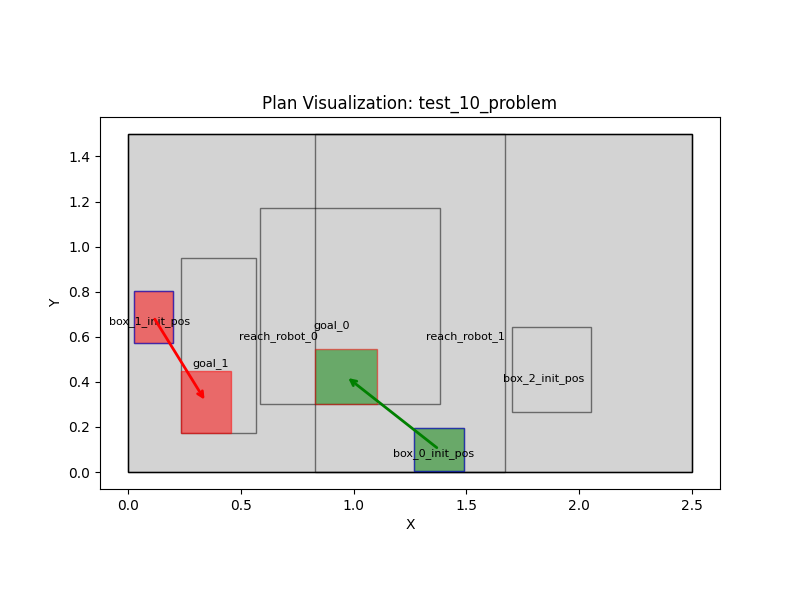 Plan Visualization: test_10_problem
1.4
1.2
1.0
0.8
0.6
0.4
0.2
0.0
Y
box_1_init_pos
goal_0
reach_robot_0
reach_robot_1
goal_1
box_2_init_pos
box_0_init_pos
0.0 0.5 1.0 1.5 2.0 2.5
X